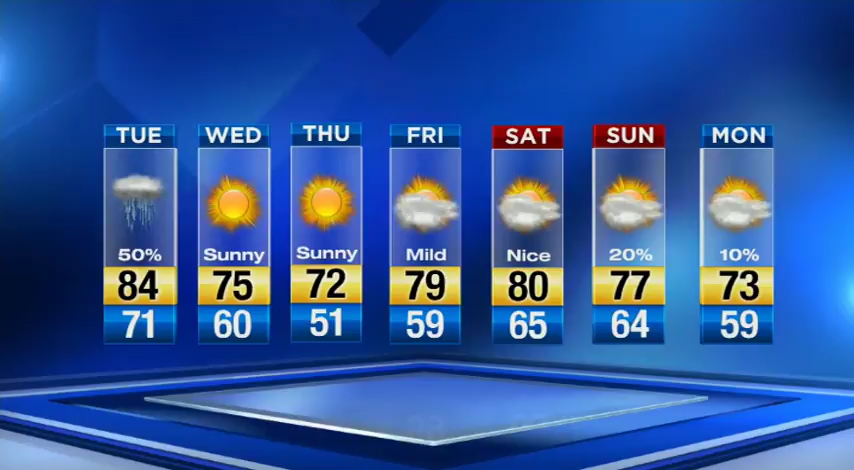 TUE WED THU FRI SAT SUN MON
50% Sunny Sunny Mild Nice 20% 10%
84 75 72 79 80 77 73
71 60 51 59 65 64 59